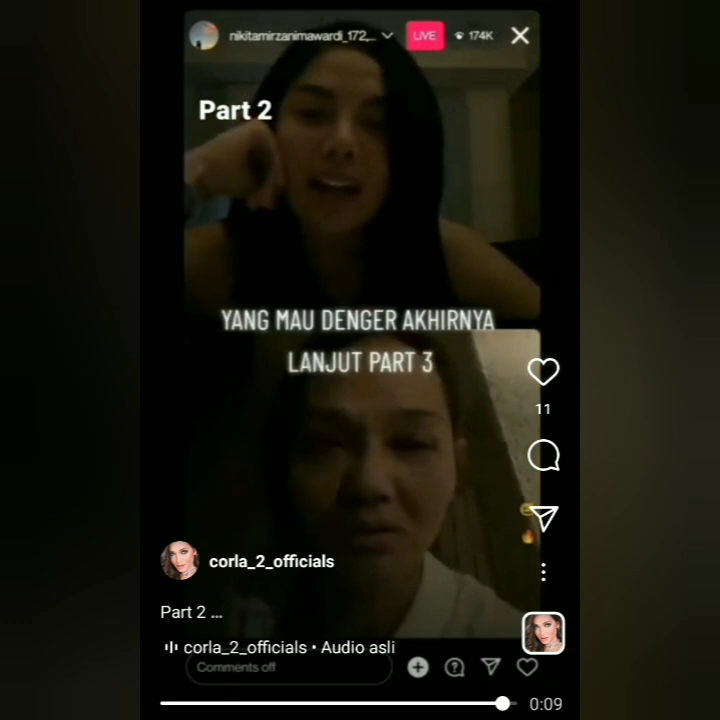 nikitamirzanimawardi_172,...
LIVE
174K
Part 2
YANG MAU DENGER AKHIRNYA
LANJUT PART 3
11
corla_2_officials
Part 2 ...
corla_2_officials • Audio asli
Comments off
0:09